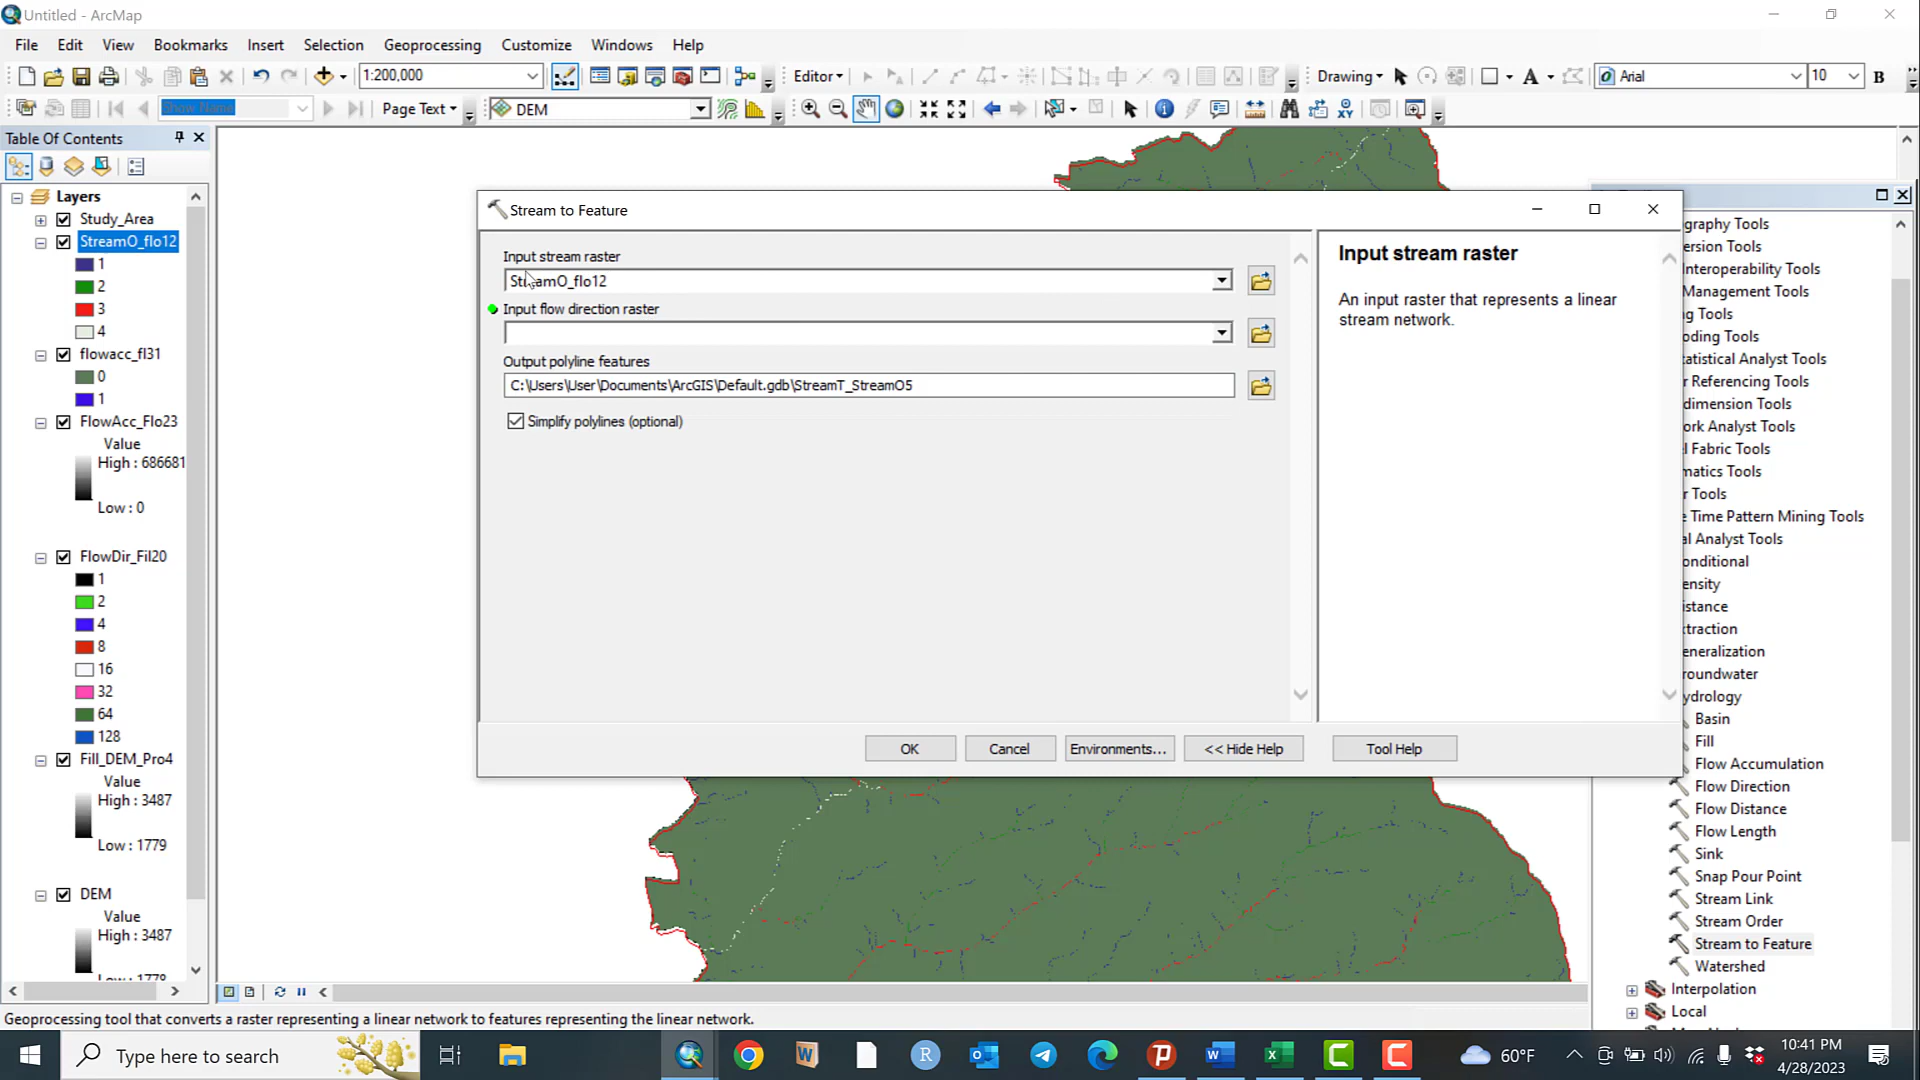 Untitled - ArcMap
File Edit View Bookmarks Insert Selection Geoprocessing Customize Windows Help
1:200,000 Editor Drawing A Arial 10 B
Show Name Page Text DEM
Table Of Contents
Layers
Study_Area
StreamO_flo12
1
2
3
4
flowacc_fl31
0
1
FlowAcc_Flo23
Value
High : 686681
Low : 0
FlowDir_Fil20
1
2
4
8
16
32
64
128
Fill_DEM_Pro4
Value
High : 3487
Low : 1779
DEM
Value
High : 3487
Low : 1778
Stream to Feature
Input stream raster
StreamO_flo12
Input flow direction raster
Output polyline features
C:\Users\User\Documents\ArcGIS\Default.gdb\StreamT_StreamO5
Simplify polylines (optional)
OK Cancel Environments... << Hide Help Tool Help
Input stream raster
An input raster that represents a linear
stream network.
graphy Tools
ersion Tools
Interoperability Tools
Management Tools
ng Tools
oding Tools
tatistical Analyst Tools
r Referencing Tools
dimension Tools
ork Analyst Tools
l Fabric Tools
matics Tools
r Tools
e Time Pattern Mining Tools
al Analyst Tools
onditional
ensity
istance
xtraction
eneralization
roundwater
ydrology
Basin
Fill
Flow Accumulation
Flow Direction
Flow Distance
Flow Length
Sink
Snap Pour Point
Stream Link
Stream Order
Stream to Feature
Watershed
Interpolation
Local
Geoprocessing tool that converts a raster representing a linear network to features representing the linear network.
Type here to search
60°F
10:41 PM
4/28/2023